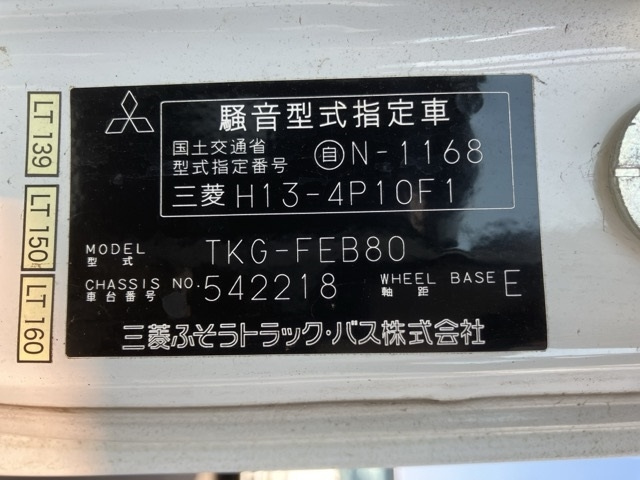 LT 139
LT 150
LT 160
騒音型式指定車
国土交通省
型式指定番号 自 N-1168
三菱 H13-4P10F1
MODEL
型式 TKG-FEB80
CHASSIS NO.
車台番号 542218 WHEEL BASE
軸距 E
三菱ふそうトラック・バス株式会社